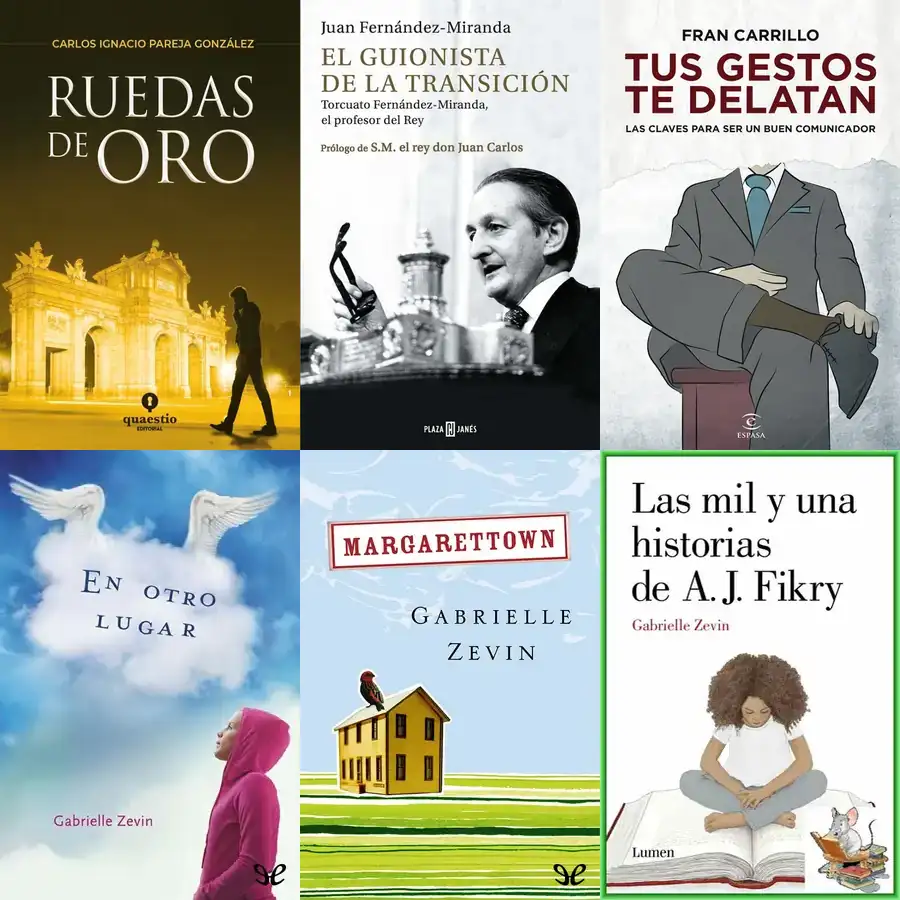 CARLOS IGNACIO PAREJA GONZÁLEZ
RUEDAS
DE ORO
quaestio
EDITORIAL
Juan Fernández-Miranda
EL GUIONISTA
DE LA TRANSICIÓN
Torcuato Fernández-Miranda,
el profesor del Rey
Prólogo de S.M. el rey don Juan Carlos
PLAZA JANÉS
FRAN CARRILLO
TUS GESTOS
TE DELATAN
LAS CLAVES PARA SER UN BUEN COMUNICADOR
ESPASA
EN OTRO
LUGAR
Gabrielle Zevin
MARGARETTOWN
GABRIELLE
ZEVIN
Las mil y una
historias
de A. J. Fikry
Gabrielle Zevin
Lumen